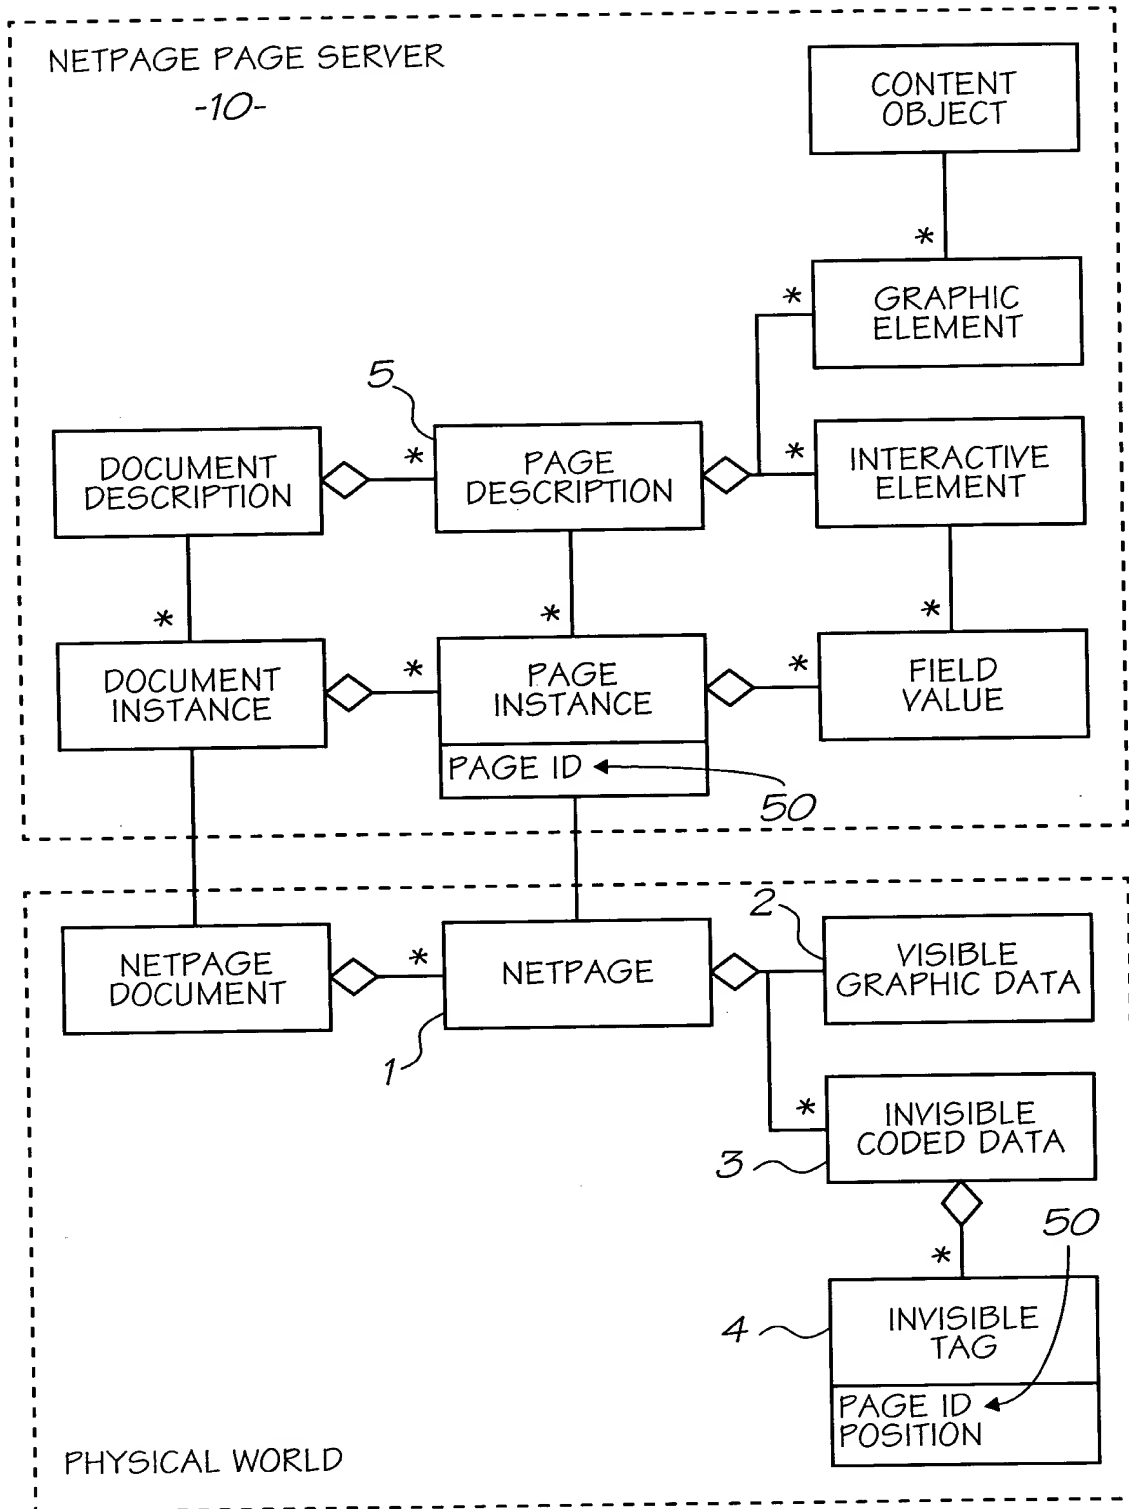 NETPAGE PAGE SERVER
-10-
CONTENT
OBJECT
*
GRAPHIC
ELEMENT
*
5
DOCUMENT
DESCRIPTION
*
PAGE
DESCRIPTION
*
INTERACTIVE
ELEMENT
*
*
*
DOCUMENT
INSTANCE
*
PAGE
INSTANCE
*
FIELD
VALUE
PAGE ID
50
2
NETPAGE
DOCUMENT
*
NETPAGE
VISIBLE
GRAPHIC DATA
1
*
INVISIBLE
CODED DATA
3
50
*
4
INVISIBLE
TAG
PAGE ID
POSITION
PHYSICAL WORLD